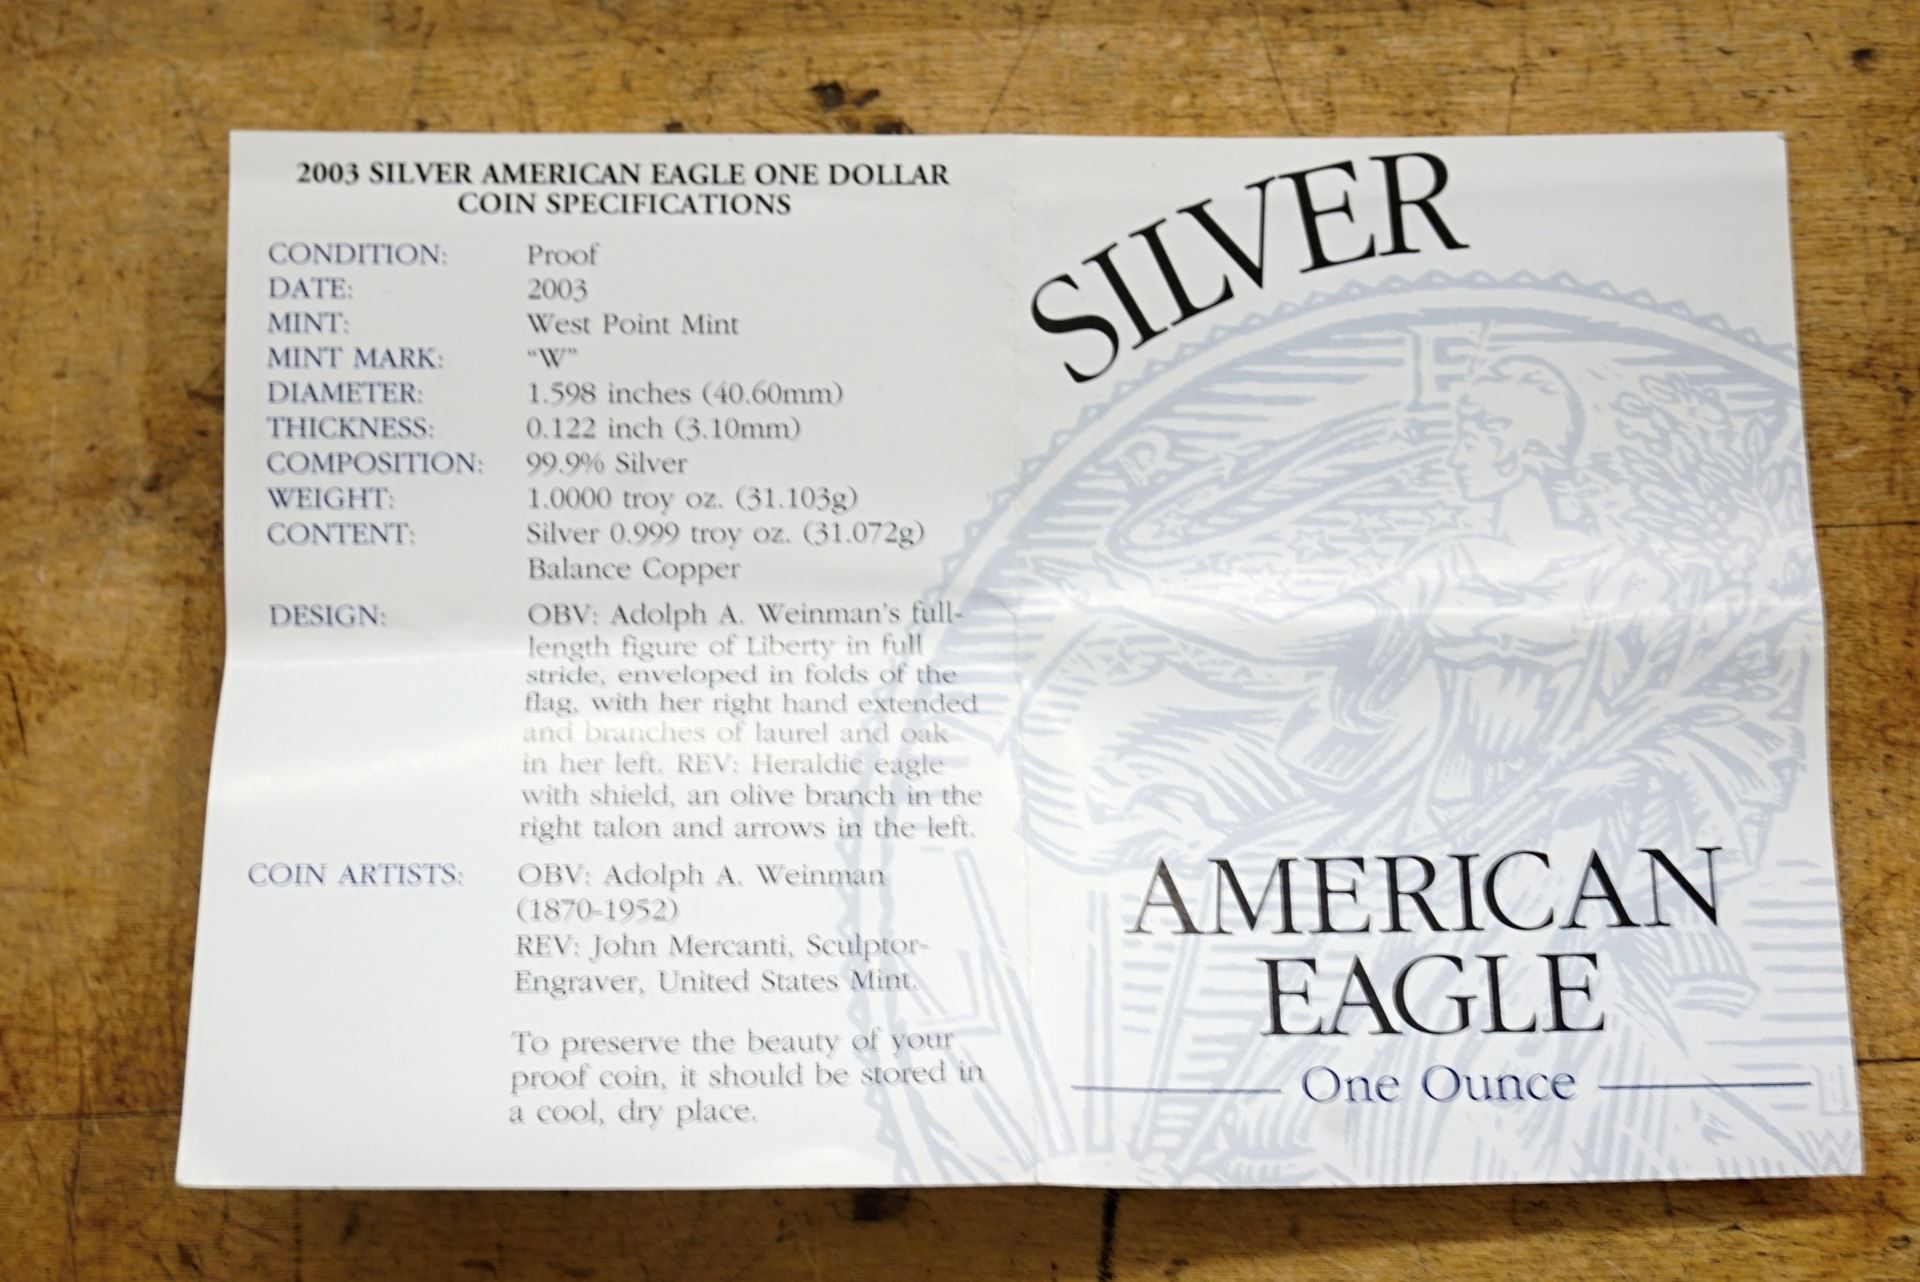 2003 SILVER AMERICAN EAGLE ONE DOLLAR
COIN SPECIFICATIONS
CONDITION: Proof
DATE: 2003
MINT: West Point Mint
MINT MARK: “W”
DIAMETER: 1.598 inches (40.60mm)
THICKNESS: 0.122 inch (3.10mm)
COMPOSITION: 99.9% Silver
WEIGHT: 1.0000 troy oz. (31.103g)
CONTENT: Silver 0.999 troy oz. (31.072g)
Balance Copper
DESIGN: OBV: Adolph A. Weinman’s full-
length figure of Liberty in full
stride, enveloped in folds of the
flag, with her right hand extended
and branches of laurel and oak
in her left. REV: Heraldic eagle
with shield, an olive branch in the
right talon and arrows in the left.
COIN ARTISTS: OBV: Adolph A. Weinman
(1870-1952)
REV: John Mercanti, Sculptor-
Engraver, United States Mint.
To preserve the beauty of your
proof coin, it should be stored in
a cool, dry place.
SILVER
AMERICAN
EAGLE
One Ounce